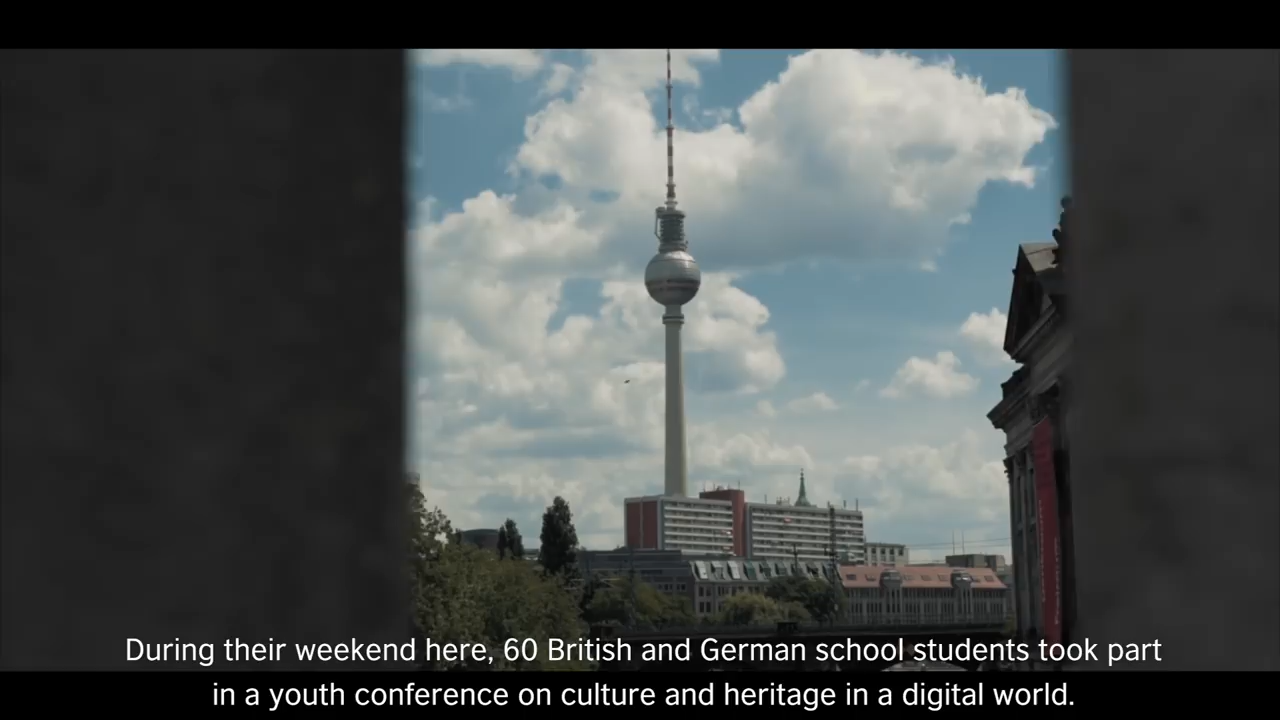 During their weekend here, 60 British and German school students took part
in a youth conference on culture and heritage in a digital world.